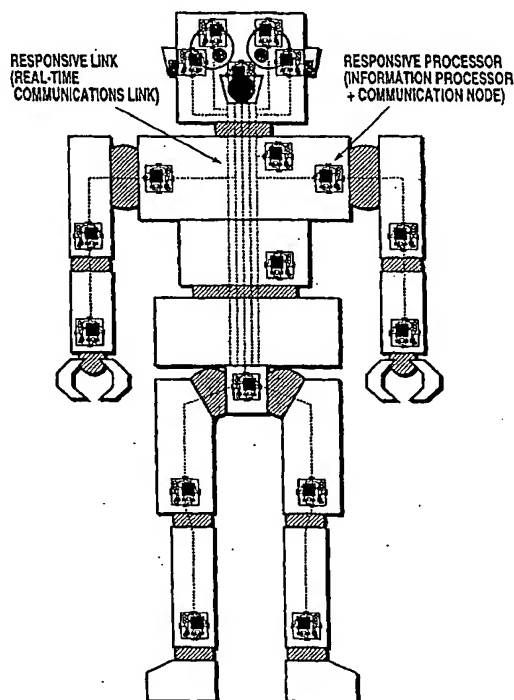 RESPONSIVE LINK
(REAL-TIME
COMMUNICATIONS LINK)
RESPONSIVE PROCESSOR
(INFORMATION PROCESSOR
+ COMMUNICATION NODE)